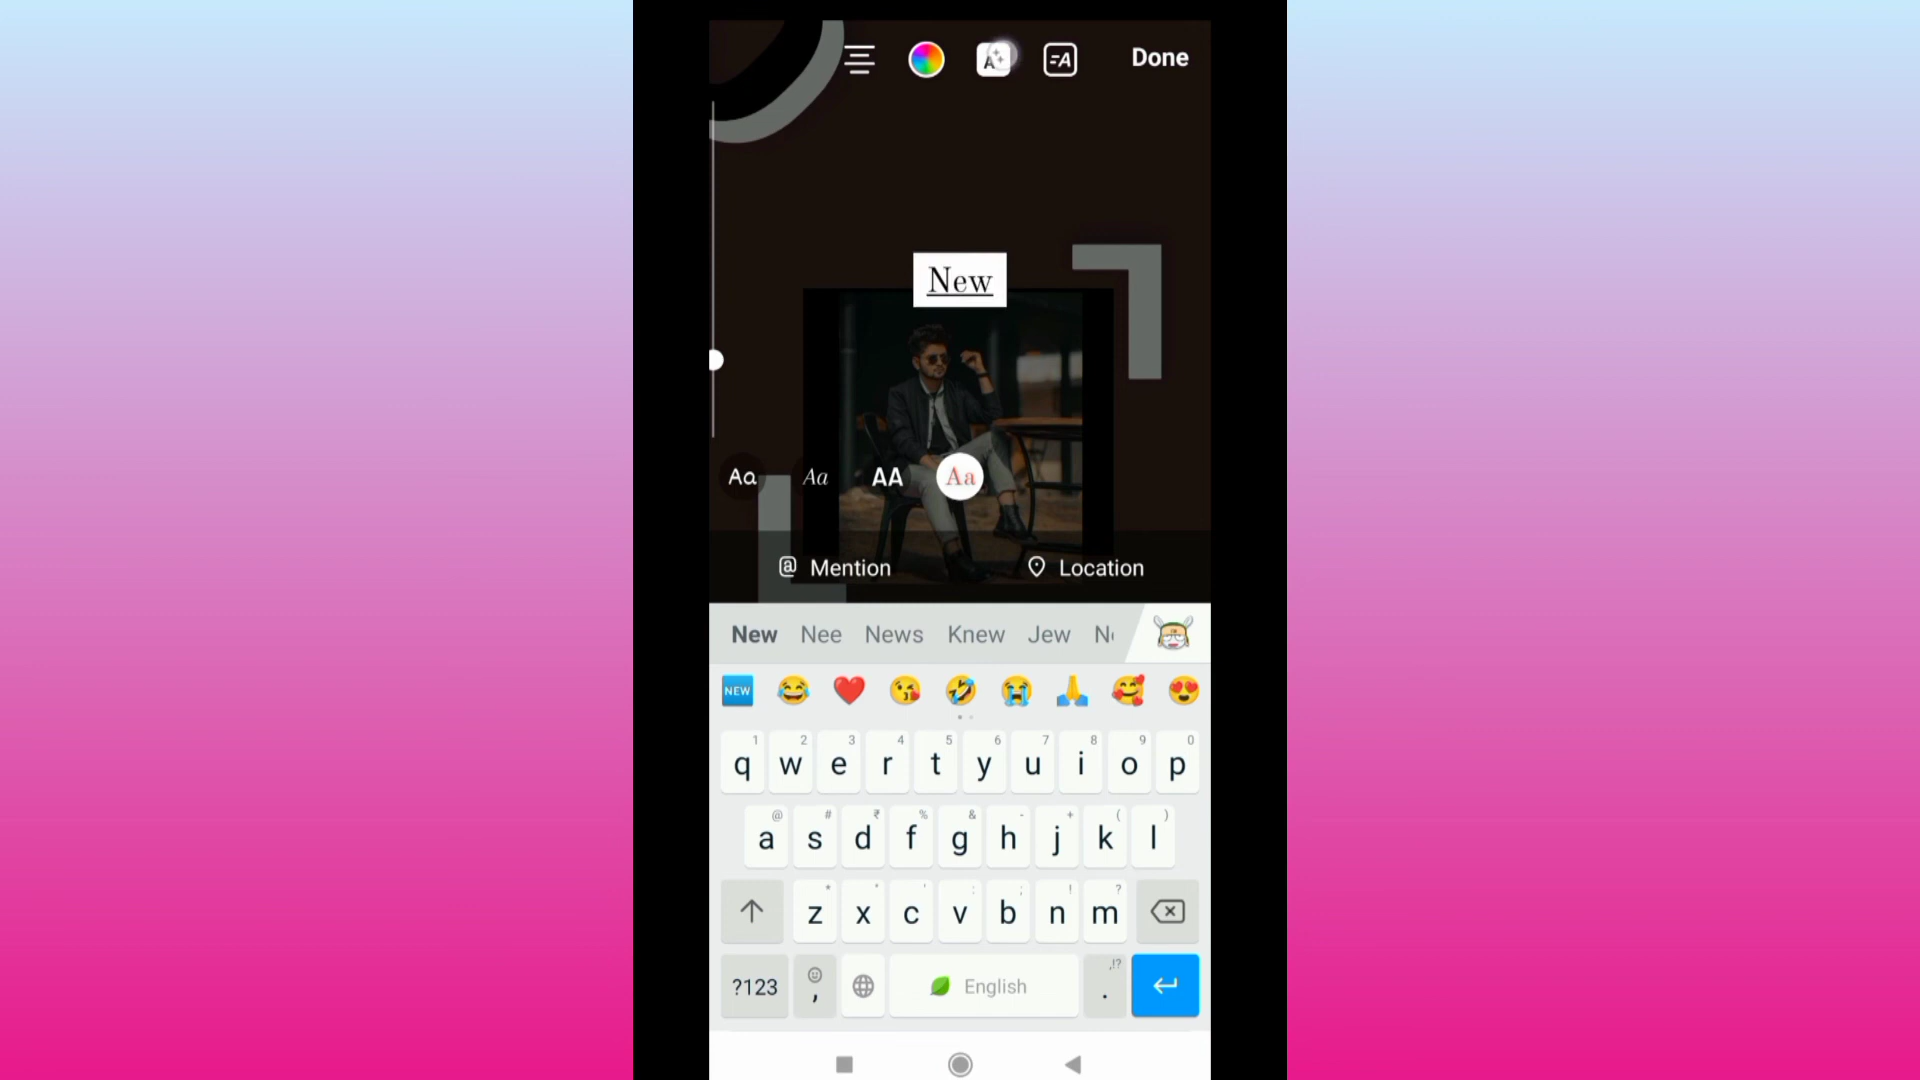 A Done
=A
New
Aa Aa AA Aa
@ Mention Location
New Nee News Knew Jew
NEW
1 2 3 4 5 6 7 8 9 0
q w e r t y u i o p
@ # ₹ % & - + ( )
a s d f g h j k l
* " ' : ; ! ?
z x c v b n m
,!?
?123 , English .